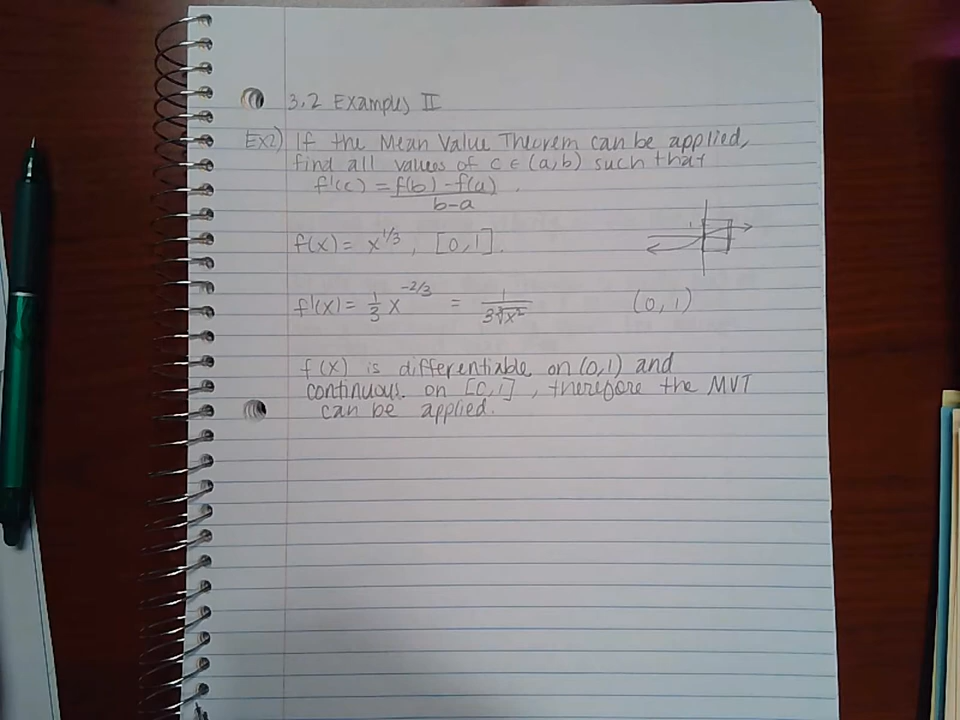 3.2 Examples II
Ex2) If the Mean Value Theorem can be applied,
find all values of c ∈ (a,b) such that
f'(c) = f(b) - f(a) / b-a .
f(x) = x^1/3 , [0,1].
f'(x) = 1/3 x^-2/3 = 1/3∛x² (0,1)
f(x) is differentiable on (0,1) and
continuous on [0,1] , therefore the MVT
can be applied.